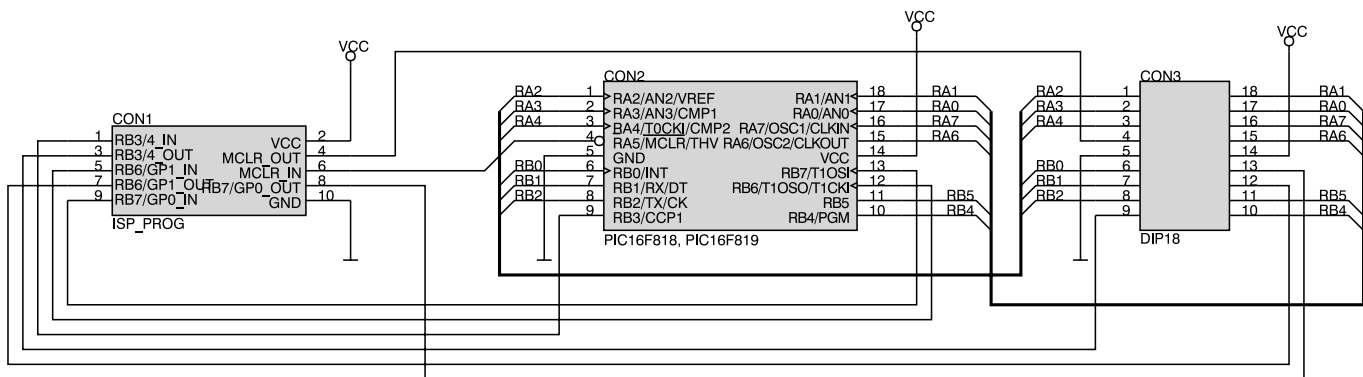 VCC
VCC
VCC
CON1
1 RB3/4_IN VCC 2
3 RB3/4_OUT MCLR_OUT 4
5 RB6/GP1_IN MCLR_IN 6
7 RB6/GP1_OUT RB7/GP0_OUT 8
9 RB7/GP0_IN GND 10
ISP_PROG
CON2
RA2 1 RA2/AN2/VREF RA1/AN1 18 RA1
RA3 2 RA3/AN3/CMP1 RA0/AN0 17 RA0
RA4 3 RA4/T0CKI/CMP2 RA7/OSC1/CLKIN 16 RA7
4 RA5/MCLR/THV RA6/OSC2/CLKOUT 15 RA6
5 GND VCC 14
RB0 6 RB0/INT RB7/T1OSI 13
RB1 7 RB1/RX/DT RB6/T1OSO/T1CKI 12
RB2 8 RB2/TX/CK RB5 11 RB5
9 RB3/CCP1 RB4/PGM 10 RB4
PIC16F818, PIC16F819
CON3
RA2 1 18 RA1
RA3 2 17 RA0
RA4 3 16 RA7
4 15 RA6
5 14
RB0 6 13
RB1 7 12
RB2 8 11 RB5
9 10 RB4
DIP18